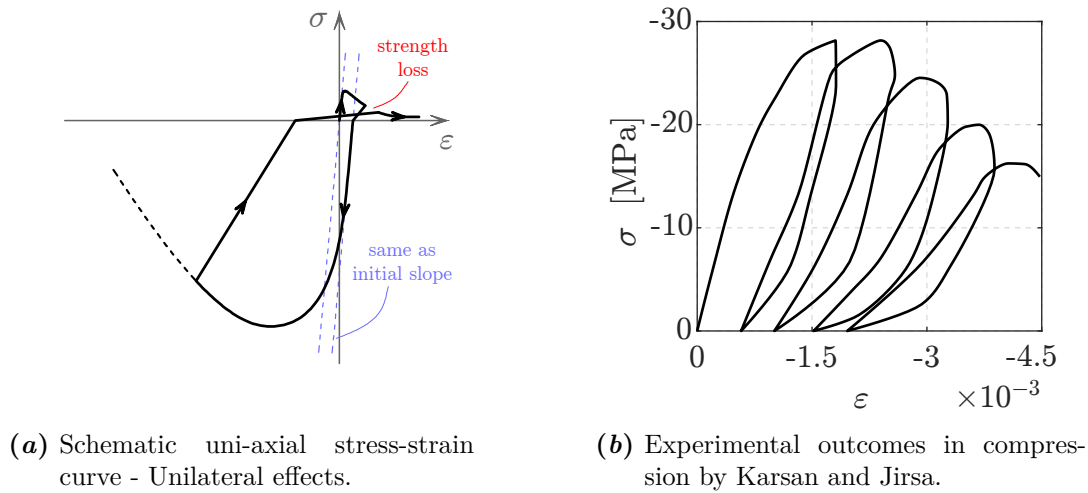 σ
strength
loss
ε
same as
initial slope
-30
-20
-10
0
σ [MPa]
0 -1.5 -3 -4.5
ε ×10⁻³
(a) Schematic uni-axial stress-strain
curve - Unilateral effects.
(b) Experimental outcomes in compres-
sion by Karsan and Jirsa.